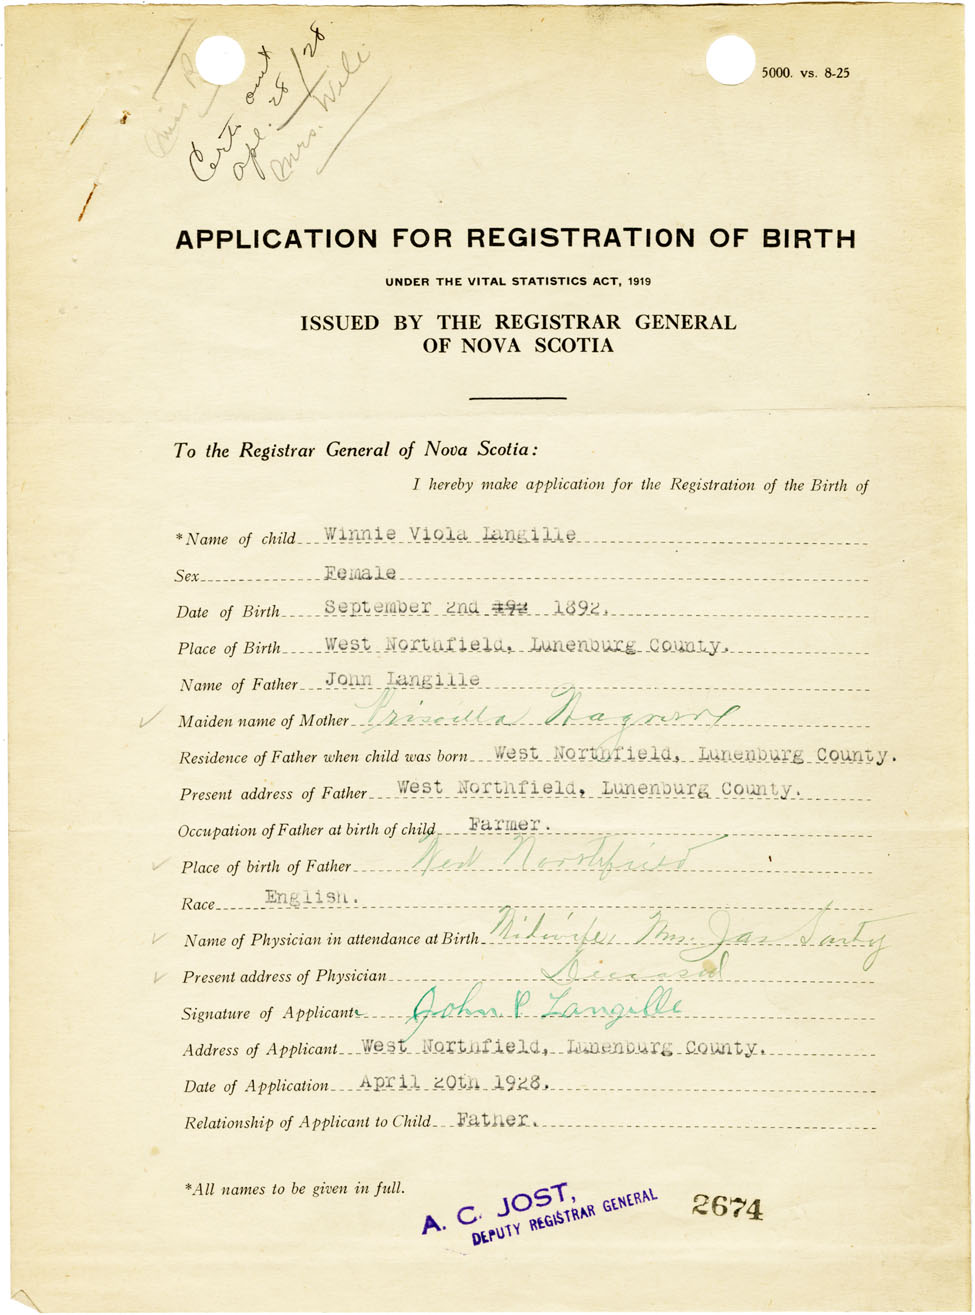 Cert. out
Apl. 28/28
Mrs.
5000. vs. 8-25
APPLICATION FOR REGISTRATION OF BIRTH
UNDER THE VITAL STATISTICS ACT, 1919
ISSUED BY THE REGISTRAR GENERAL
OF NOVA SCOTIA
To the Registrar General of Nova Scotia:
I hereby make application for the Registration of the Birth of
*Name of child Winnie Viola Langille
Sex Female
Date of Birth September 2nd 192 1892.
Place of Birth West Northfield, Lunenburg County.
Name of Father John Langille
Maiden name of Mother Priscilla
Residence of Father when child was born West Northfield, Lunenburg County.
Present address of Father West Northfield, Lunenburg County.
Occupation of Father at birth of child Farmer.
Place of birth of Father West Northfield
Race English.
Name of Physician in attendance at Birth Midwife, Mrs. Jas
Present address of Physician Deceased
Signature of Applicant John P Langille
Address of Applicant West Northfield, Lunenburg County.
Date of Application April 20th 1928.
Relationship of Applicant to Child Father.
*All names to be given in full.
A. C. JOST,
DEPUTY REGISTRAR GENERAL
2674